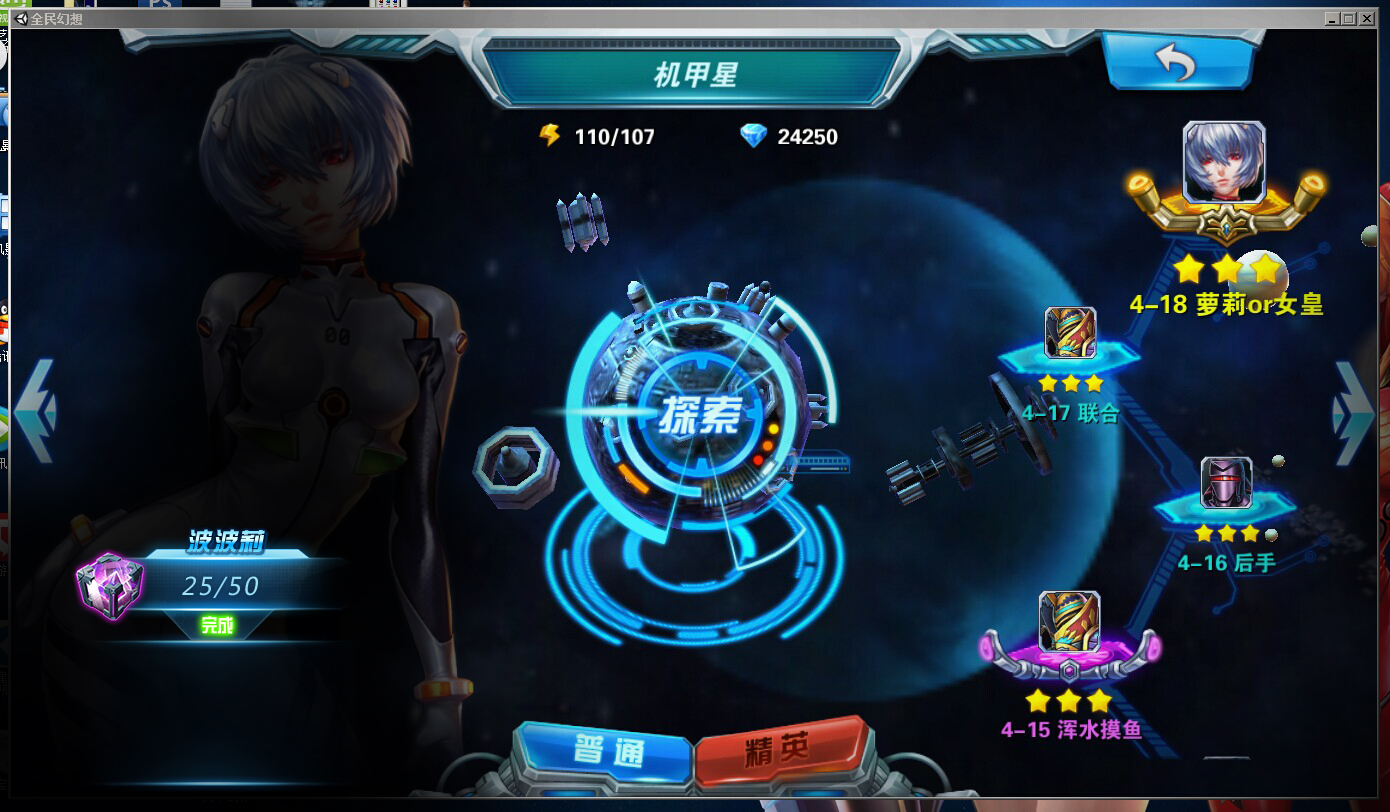 全民幻想
机甲星
110/107
24250
4-18 萝莉or女皇
4-17 联合
探索
00
4-16 后手
波波莉
25/50
完成
4-15 浑水摸鱼
普通
精英